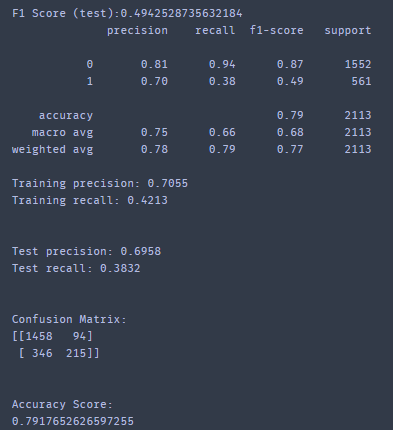 F1 Score (test):0.4942528735632184
precision recall f1-score support
0 0.81 0.94 0.87 1552
1 0.70 0.38 0.49 561
accuracy 0.79 2113
macro avg 0.75 0.66 0.68 2113
weighted avg 0.78 0.79 0.77 2113
Training precision: 0.7055
Training recall: 0.4213
Test precision: 0.6958
Test recall: 0.3832
Confusion Matrix:
[[1458 94]
[ 346 215]]
Accuracy Score:
0.7917652626597255